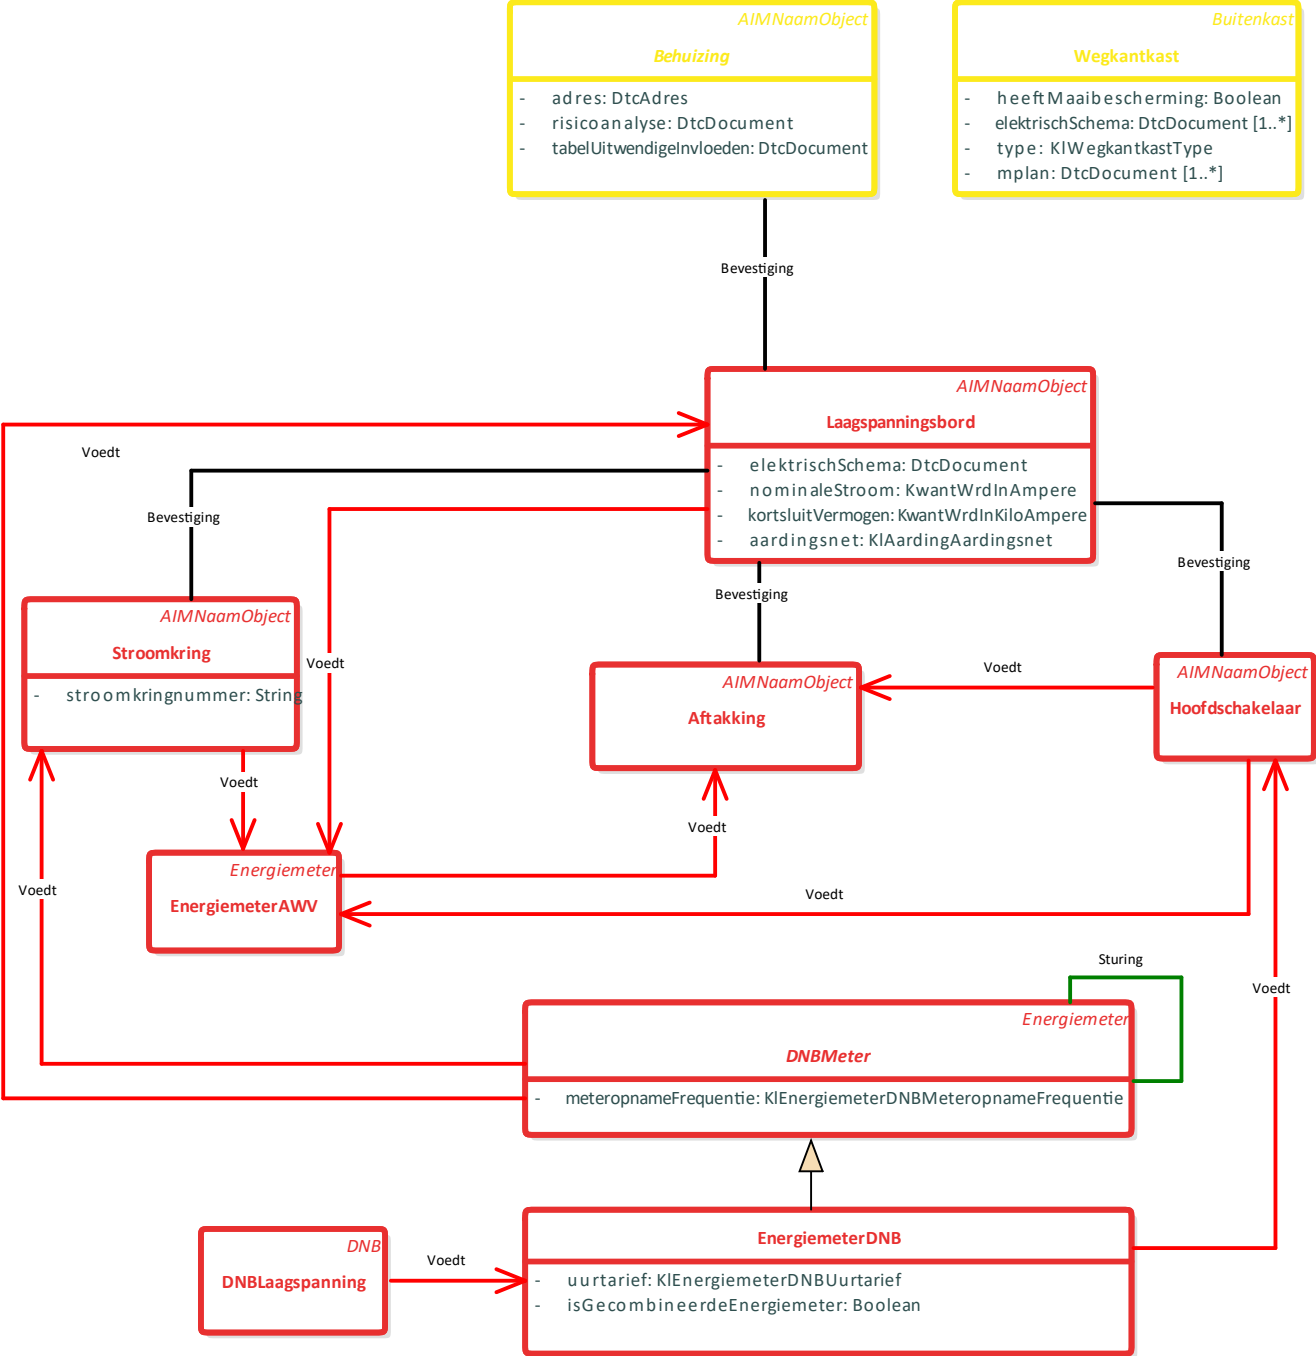 AIMNaamObject
Behuizing
- adres: DtcAdres
- risicoanalyse: DtcDocument
- tabelUitwendigeInvloeden: DtcDocument
Buitenkast
Wegkantkast
- heeftMaaibescherming: Boolean
- elektrischSchema: DtcDocument [1..*]
- type: KlWegkantkastType
- mplan: DtcDocument [1..*]
Bevestiging
AIMNaamObject
Laagspanningsbord
- elektrischSchema: DtcDocument
- nominaleStroom: KwantWrdInAmpere
- kortsluitVermogen: KwantWrdInKiloAmpere
- aardingsnet: KlAardingAardingsnet
Voedt
Bevestiging
Bevestiging
Bevestiging
AIMNaamObject
Stroomkring
- stroomkringnummer: String
Voedt
AIMNaamObject
Aftakking
Voedt
AIMNaamObject
Hoofdschakelaar
Voedt
Voedt
Energiemeter
EnergiemeterAWV
Voedt
Voedt
Sturing
Voedt
Energiemeter
DNBMeter
- meteropnameFrequentie: KlEnergiemeterDNBMeteropnameFrequentie
EnergiemeterDNB
- uurtarief: KlEnergiemeterDNBUurtarief
- isGecombineerdeEnergiemeter: Boolean
DNB
DNBLaagspanning
Voedt